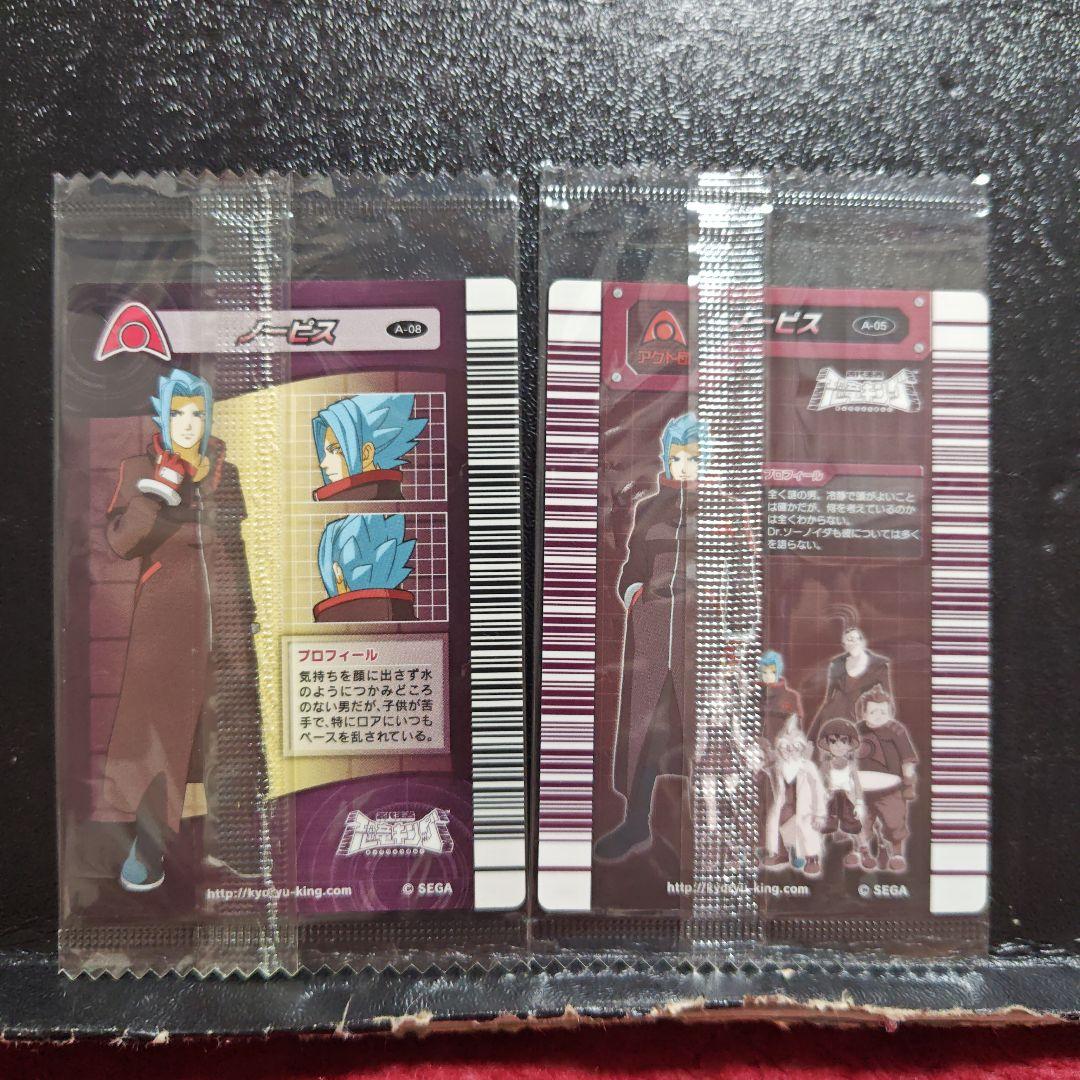 ノーピス
A-08
プロフィール
気持ちを顔に出さず水
のようにつかみどころ
のない男だが、子供が苦
手で、特にロアにいつも
ペースを乱されている。
http://kyoryu-king.com
© SEGA
ノーピス
A-05
アクト団
プロフィール
全く謎の男。冷静で頭がよいこと
は確かだが、何を考えているのか
は全くわからない。
Dr.ソーノイダも彼については多く
を語らない。
http://kyoryu-king.com
© SEGA